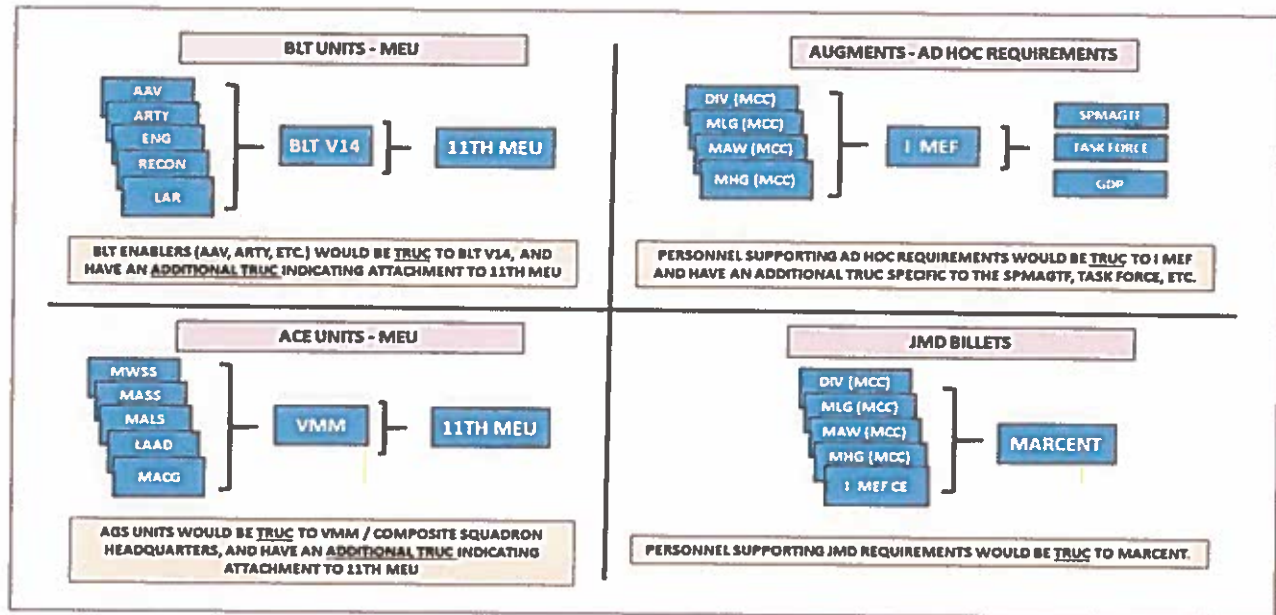 BLT UNITS - MEU
AAV
ARTY
ENG
RECON
LAR
BLT V14
11TH MEU
BLT ENABLERS (AAV, ARTY, ETC.) WOULD BE TRUC TO BLT V14, AND
HAVE AN ADDITIONAL TRUC INDICATING ATTACHMENT TO 11TH MEU
AUGMENTS - AD HOC REQUIREMENTS
DIV (MCC)
MLG (MCC)
MAW (MCC)
MHG (MCC)
I MEF
SPMAGTF
TASK FORCE
GDP
PERSONNEL SUPPORTING AD HOC REQUIREMENTS WOULD BE TRUC TO I MEF
AND HAVE AN ADDITIONAL TRUC SPECIFIC TO THE SPMAGTF, TASK FORCE, ETC.
ACE UNITS - MEU
MWSS
MASS
MALS
LAAD
MACG
VMM
11TH MEU
AGS UNITS WOULD BE TRUC TO VMM / COMPOSITE SQUADRON
HEADQUARTERS, AND HAVE AN ADDITIONAL TRUC INDICATING
ATTACHMENT TO 11TH MEU
JMD BILLETS
DIV (MCC)
MLG (MCC)
MAW (MCC)
MHG (MCC)
I MEF CE
MARCENT
PERSONNEL SUPPORTING JMD REQUIREMENTS WOULD BE TRUC TO MARCENT.